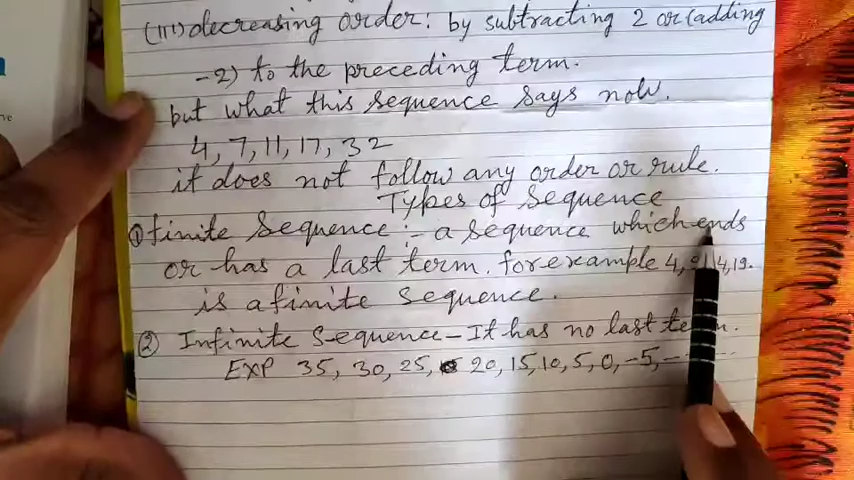 (iii) decreasing order: by subtracting 2 or (adding
-2) to the preceding term.
but what this sequence says now.
4, 7, 11, 17, 32
it does not follow any order or rule.
Types of Sequence
① finite Sequence :- a sequence which ends
or has a last term. for example 4, 9, 14, 19.
is a finite sequence.
② Infinite Sequence - It has no last term.
EXP 35, 30, 25, 20, 15, 10, 5, 0, -5, -